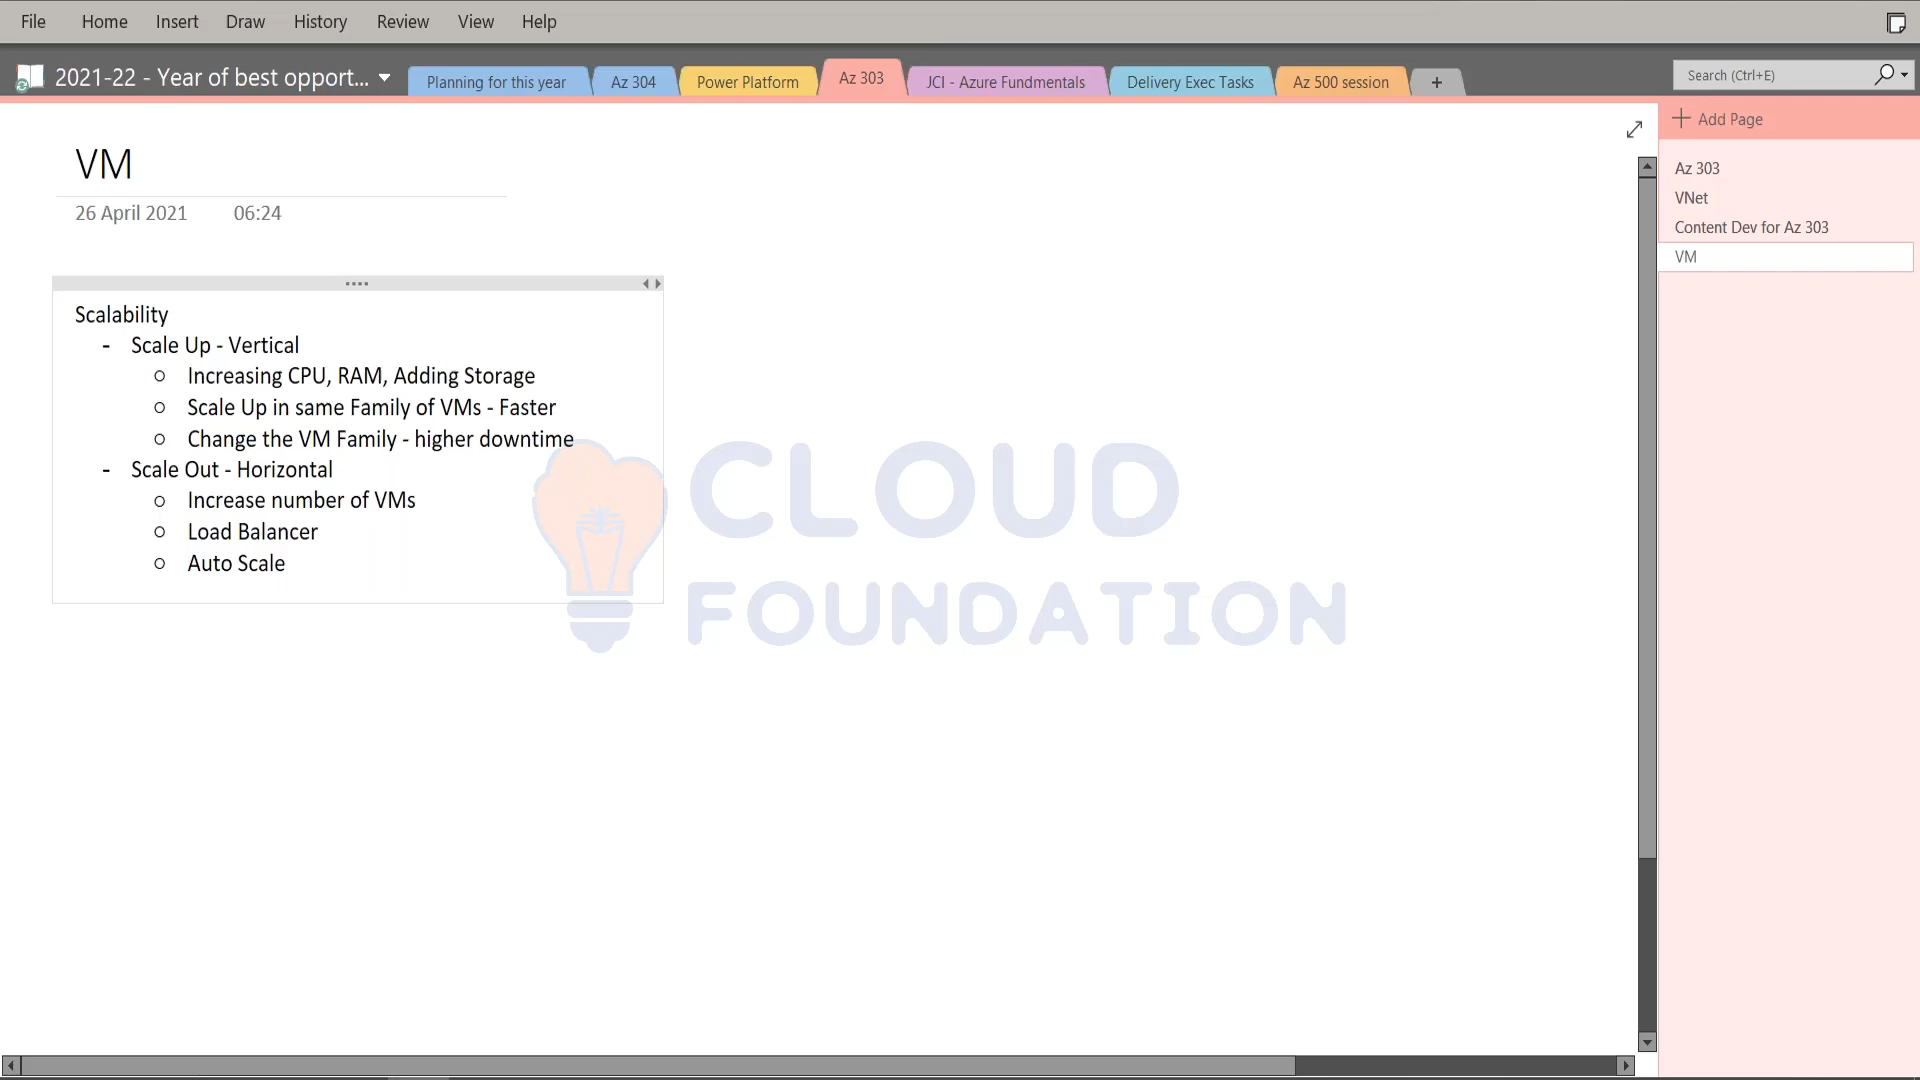 File Home Insert Draw History Review View Help
2021-22 - Year of best opport...
Planning for this year
Az 304
Power Platform
Az 303
JCI - Azure Fundmentals
Delivery Exec Tasks
Az 500 session
+
Search (Ctrl+E)
Add Page
Az 303
VNet
Content Dev for Az 303
VM
VM
26 April 2021 06:24
Scalability
- Scale Up - Vertical
○ Increasing CPU, RAM, Adding Storage
○ Scale Up in same Family of VMs - Faster
○ Change the VM Family - higher downtime
- Scale Out - Horizontal
○ Increase number of VMs
○ Load Balancer
○ Auto Scale
CLOUD
FOUNDATION